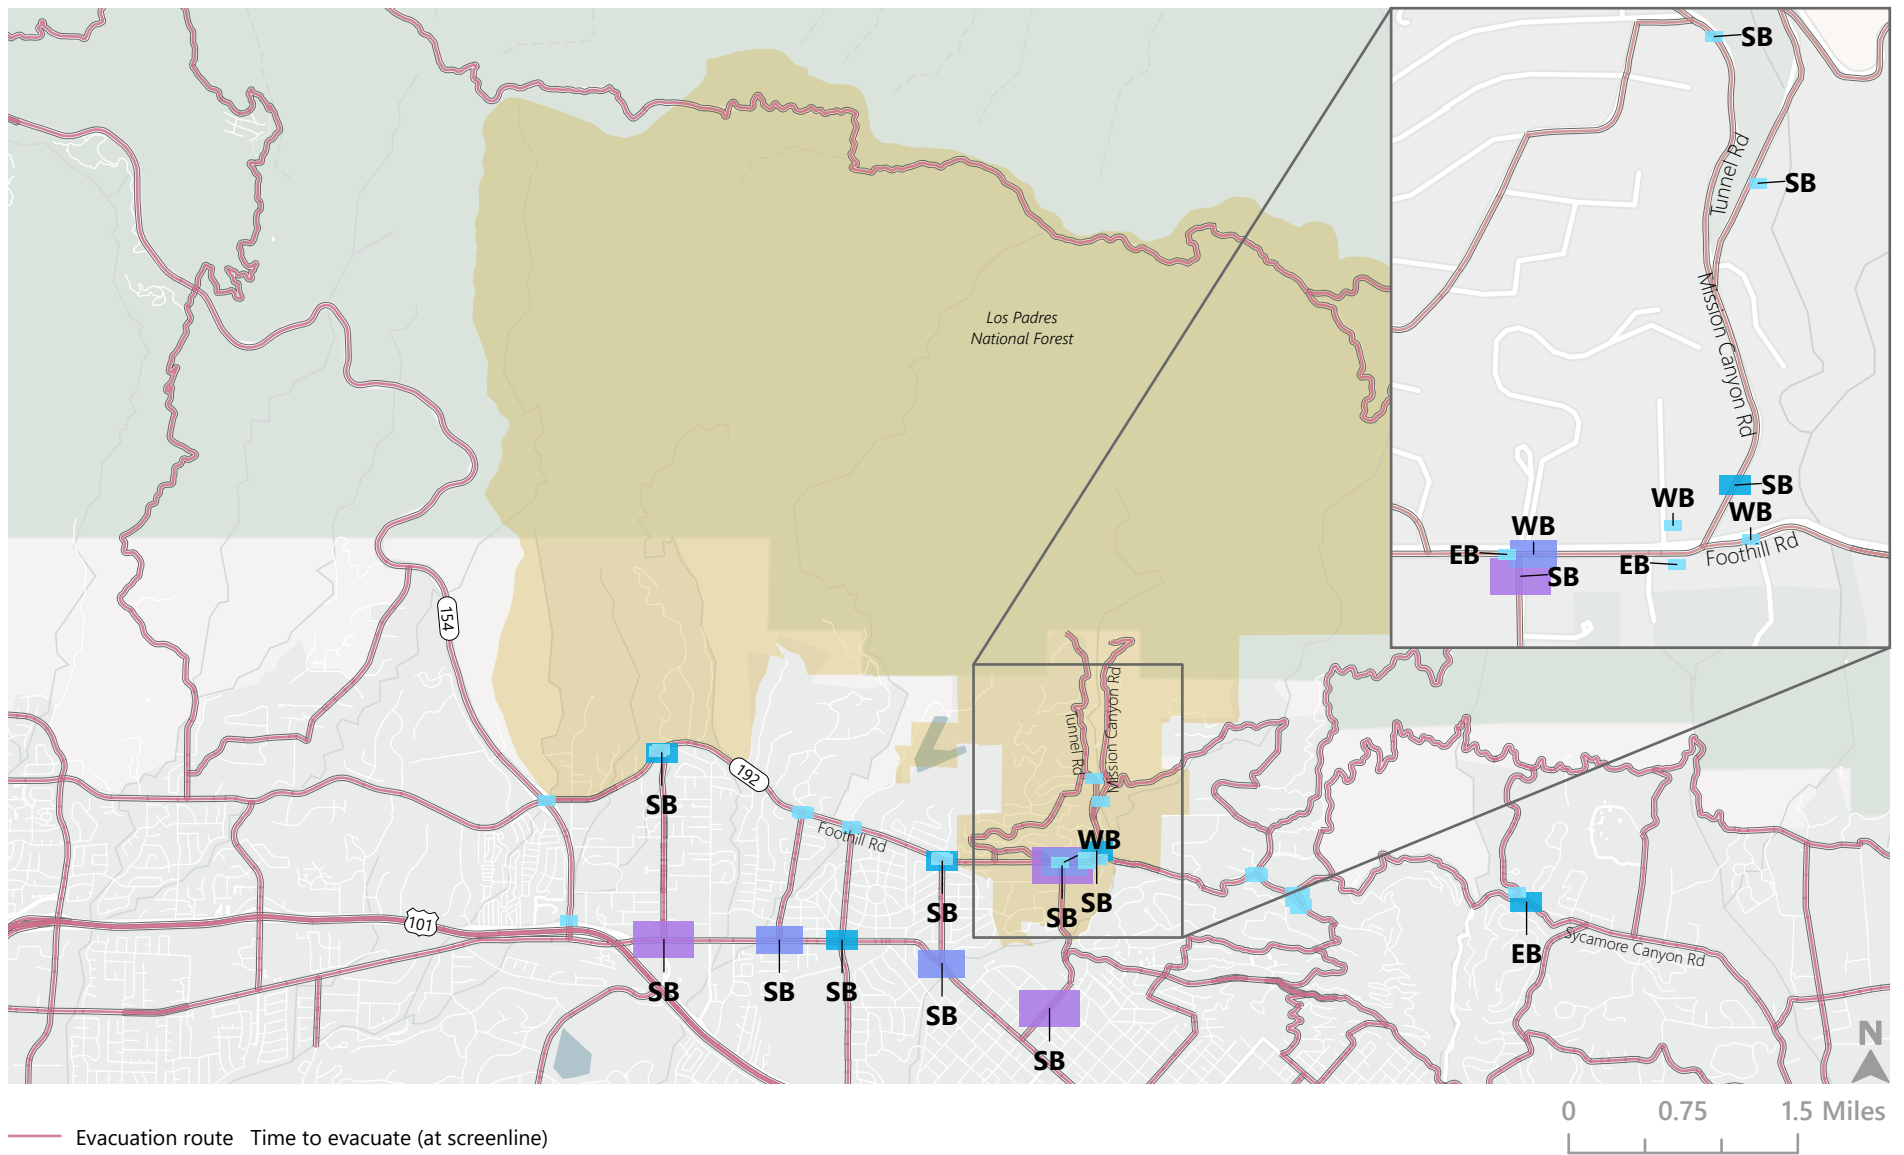 SB
Tunnel Rd
SB
Mission Canyon Rd
SB
WB
WB
WB
EB
EB
SB
Foothill Rd
Los Padres
National Forest
154
192
SB
Foothill Rd
Tunnel Rd
Mission Canyon Rd
WB
SB
SB
SB
101
SB
SB
SB
SB
SB
EB
Sycamore Canyon Rd
N
0 0.75 1.5 Miles
Evacuation route Time to evacuate (at screenline)